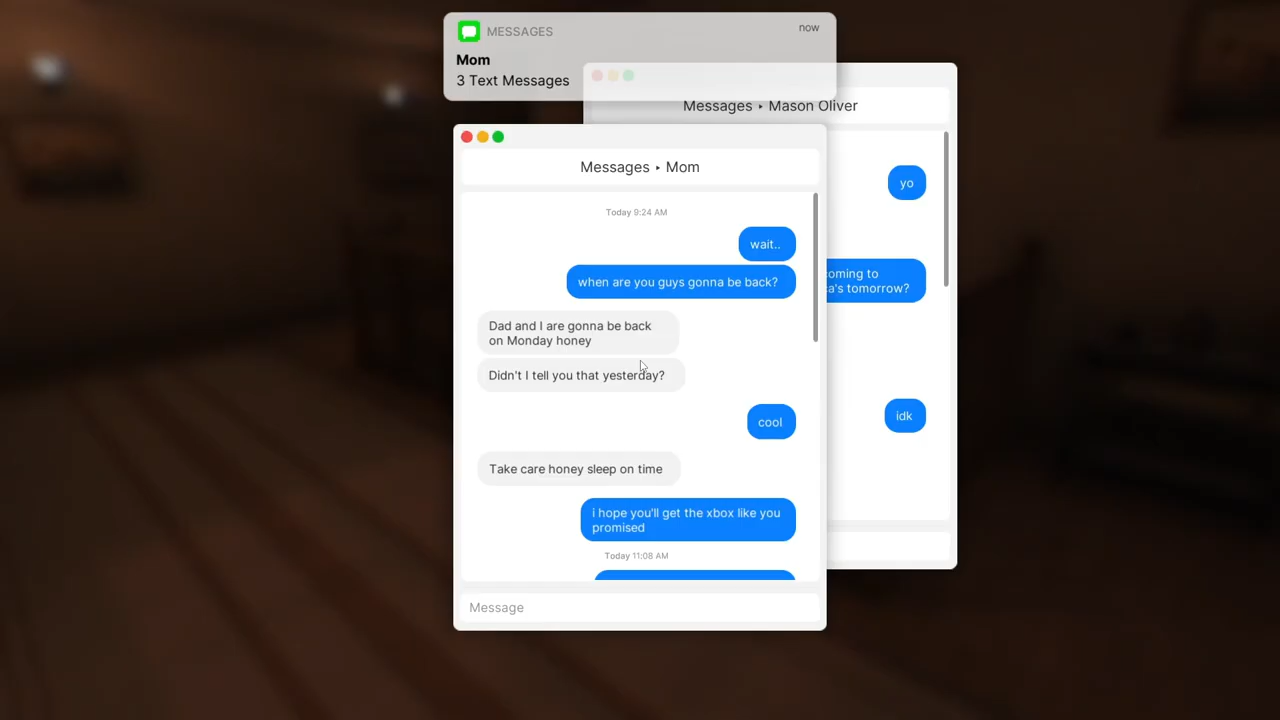 MESSAGES
now
Mom
3 Text Messages
Messages ‣ Mason Oliver
yo
coming to
's tomorrow?
idk
Messages ‣ Mom
Today 9:24 AM
wait..
when are you guys gonna be back?
Dad and I are gonna be back
on Monday honey
Didn't I tell you that yesterday?
cool
Take care honey sleep on time
i hope you'll get the xbox like you
promised
Today 11:08 AM
Message